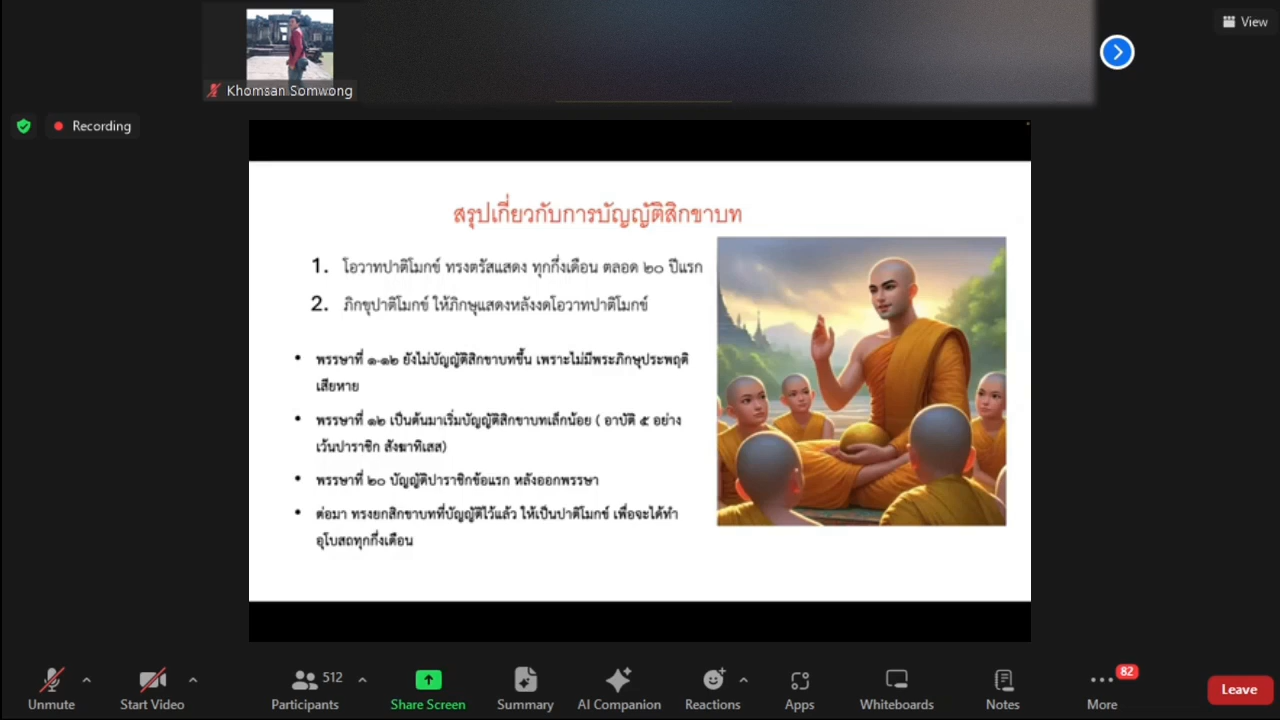 View
Khomsan Somwong
Recording
สรุปเกี่ยวกับการบัญญัติสิกขาบท
1. โอวาทปาติโมกข์ ทรงตรัสแสดง ทุกกึ่งเดือน ตลอด ๒๐ ปีแรก
2. ภิกขุปาติโมกข์ ให้ภิกษุแสดงหลังงดโอวาทปาติโมกข์
• พรรษาที่ ๑-๑๒ ยังไม่บัญญัติสิกขาบทขึ้น เพราะไม่มีพระภิกษุประพฤติ
เสียหาย
• พรรษาที่ ๑๒ เป็นต้นมาเริ่มบัญญัติสิกขาบทเล็กน้อย ( อาบัติ ๕ อย่าง
เว้นปาราชิก สังฆาทิเสส)
• พรรษาที่ ๒๐ บัญญัติปาราชิกข้อแรก หลังออกพรรษา
• ต่อมา ทรงยกสิกขาบทที่บัญญัติไว้แล้ว ให้เป็นปาติโมกข์ เพื่อจะได้ทำ
อุโบสถทุกกึ่งเดือน
512
82
Unmute Start Video Participants Share Screen Summary AI Companion Reactions Apps Whiteboards Notes More Leave